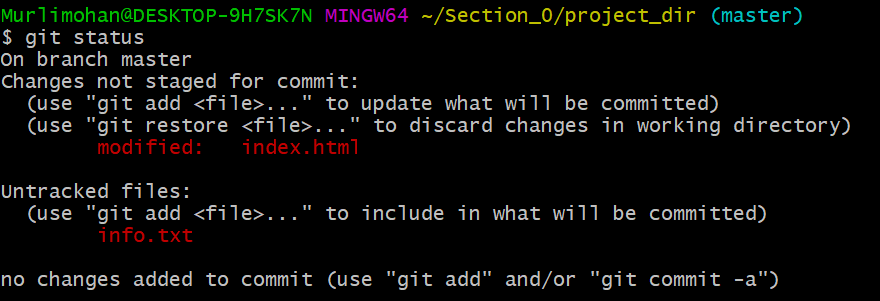 Murlimohan@DESKTOP-9H7SK7N MINGW64 ~/Section_0/project_dir (master)
$ git status
On branch master
Changes not staged for commit:
  (use "git add <file>..." to update what will be committed)
  (use "git restore <file>..." to discard changes in working directory)
        modified:   index.html

Untracked files:
  (use "git add <file>..." to include in what will be committed)
        info.txt

no changes added to commit (use "git add" and/or "git commit -a")